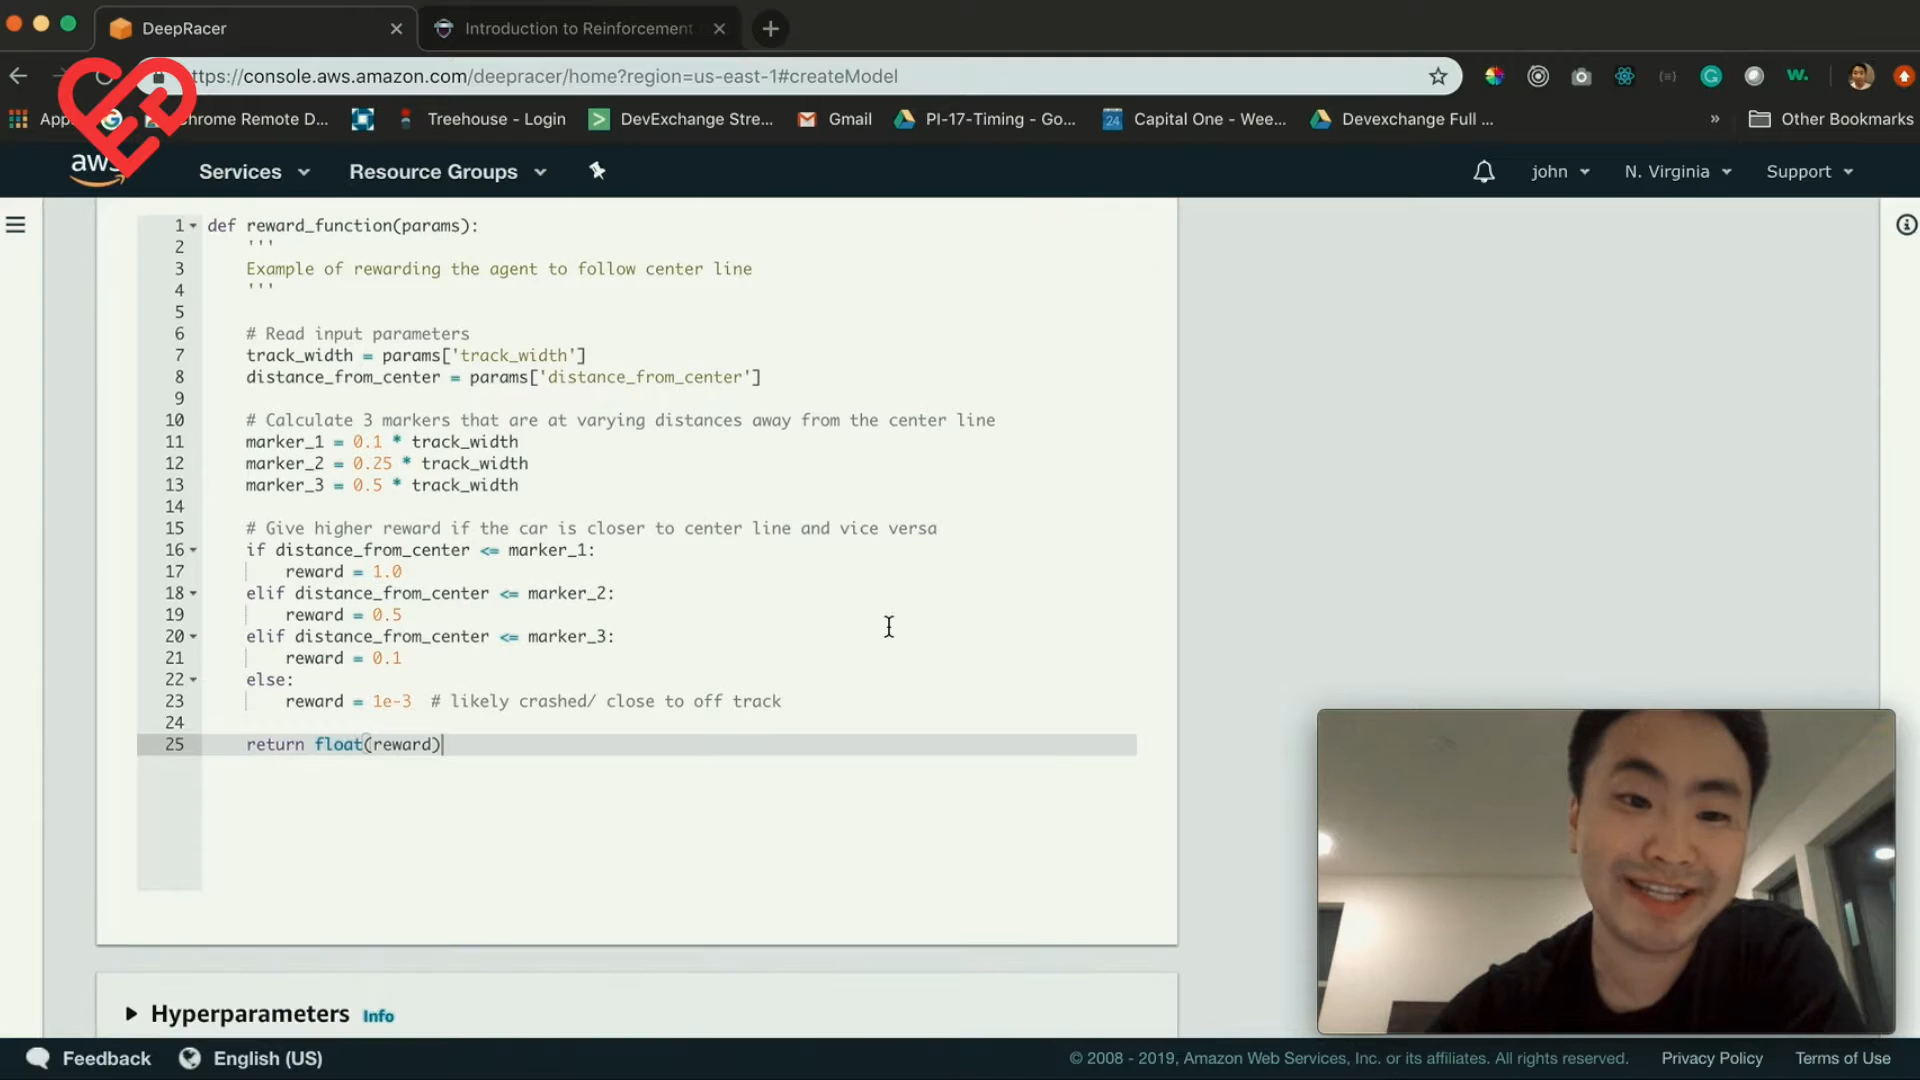 DeepRacer
Introduction to Reinforcement
ttps://console.aws.amazon.com/deepracer/home?region=us-east-1#createModel
App
hrome Remote D...
Treehouse - Login
DevExchange Stre...
Gmail
PI-17-Timing - Go...
24
Capital One - Wee...
Devexchange Full ...
»
Other Bookmarks
aws
Services
Resource Groups
john
N. Virginia
Support
1 def reward_function(params):
2 '''
3 Example of rewarding the agent to follow center line
4 '''
5
6 # Read input parameters
7 track_width = params['track_width']
8 distance_from_center = params['distance_from_center']
9
10 # Calculate 3 markers that are at varying distances away from the center line
11 marker_1 = 0.1 * track_width
12 marker_2 = 0.25 * track_width
13 marker_3 = 0.5 * track_width
14
15 # Give higher reward if the car is closer to center line and vice versa
16 if distance_from_center <= marker_1:
17 reward = 1.0
18 elif distance_from_center <= marker_2:
19 reward = 0.5
20 elif distance_from_center <= marker_3:
21 reward = 0.1
22 else:
23 reward = 1e-3 # likely crashed/ close to off track
24
25 return float(reward)
Hyperparameters Info
Feedback
English (US)
© 2008 - 2019, Amazon Web Services, Inc. or its affiliates. All rights reserved.
Privacy Policy
Terms of Use